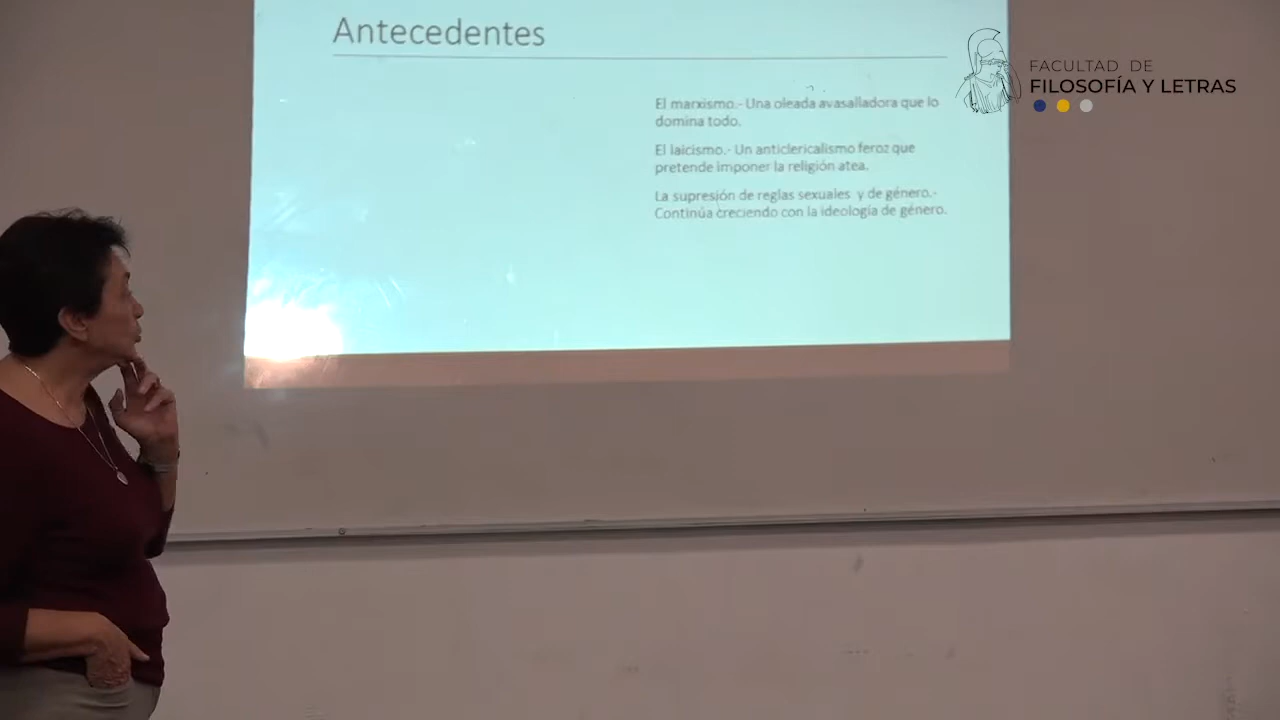 Antecedentes
FACULTAD DE
FILOSOFÍA Y LETRAS
El marxismo.- Una oleada avasalladora que lo
domina todo.
El laicismo.- Un anticlericalismo feroz que
pretende imponer la religión atea.
La supresión de reglas sexuales y de género.-
Continúa creciendo con la ideología de género.